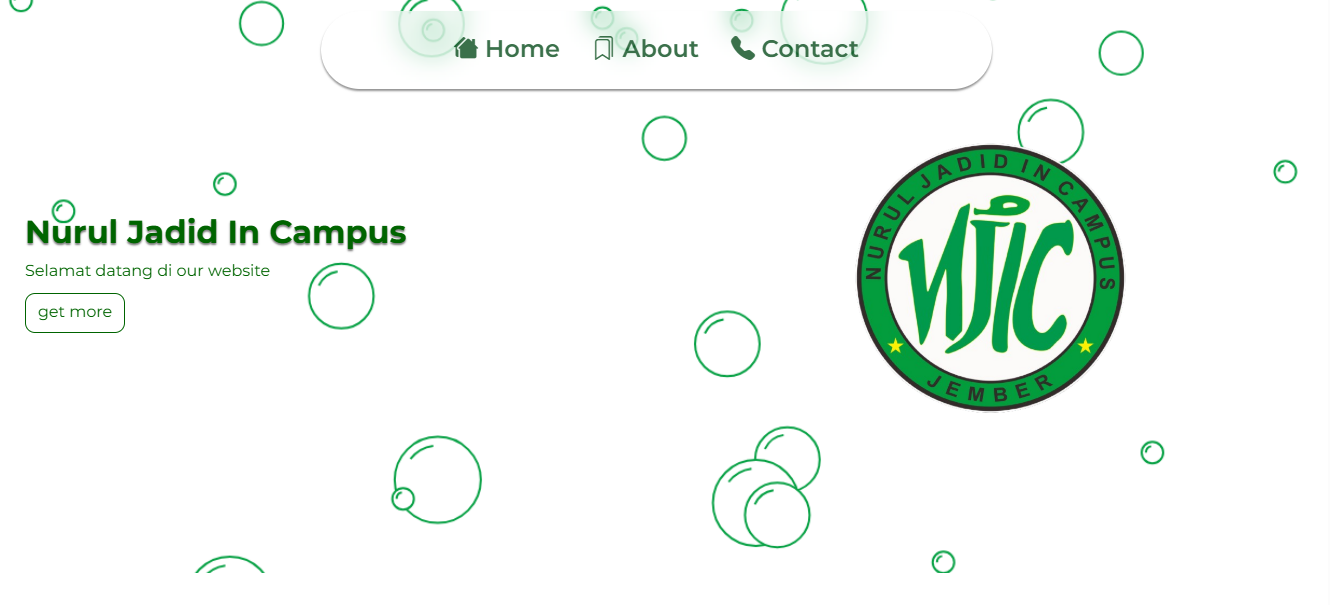 Home About Contact
Nurul Jadid In Campus
Selamat datang di our website
get more
NURUL JADID IN CAMPUS
NJIC
JEMBER